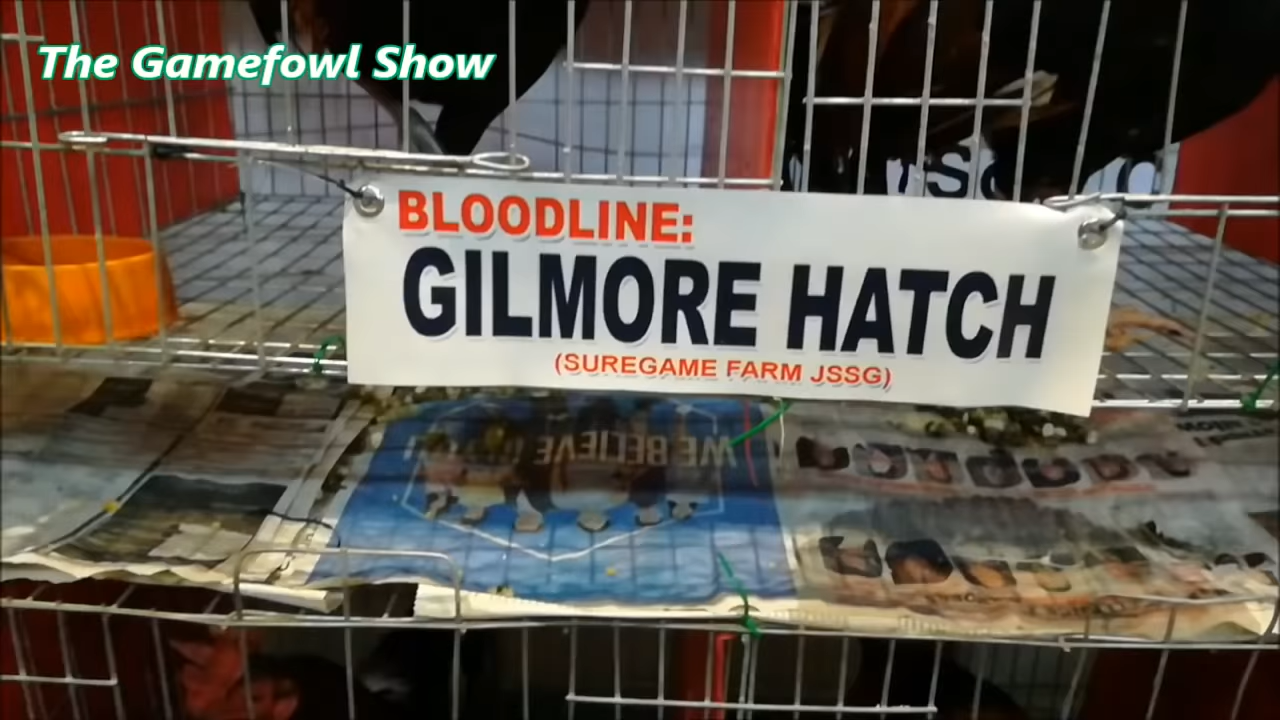 The Gamefowl Show
BLOODLINE:
GILMORE HATCH
(SUREGAME FARM JSSG)
WE BELIEVE